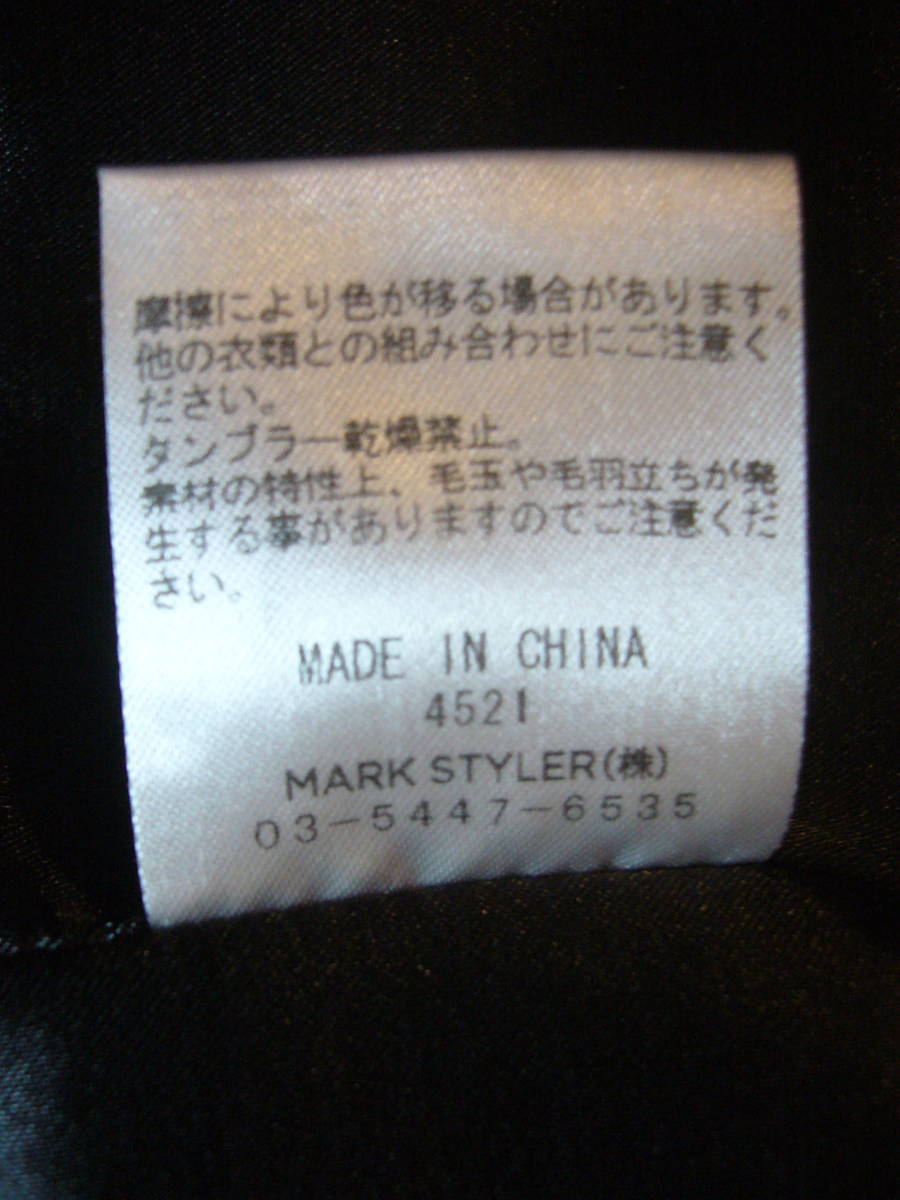 摩擦により色が移る場合があります。
他の衣類との組み合わせにご注意く
ださい。
タンブラー乾燥禁止。
素材の特性上、毛玉や毛羽立ちが発
生する事がありますのでご注意くだ
さい。
MADE IN CHINA
4521
MARK STYLER(株)
03-5447-6535